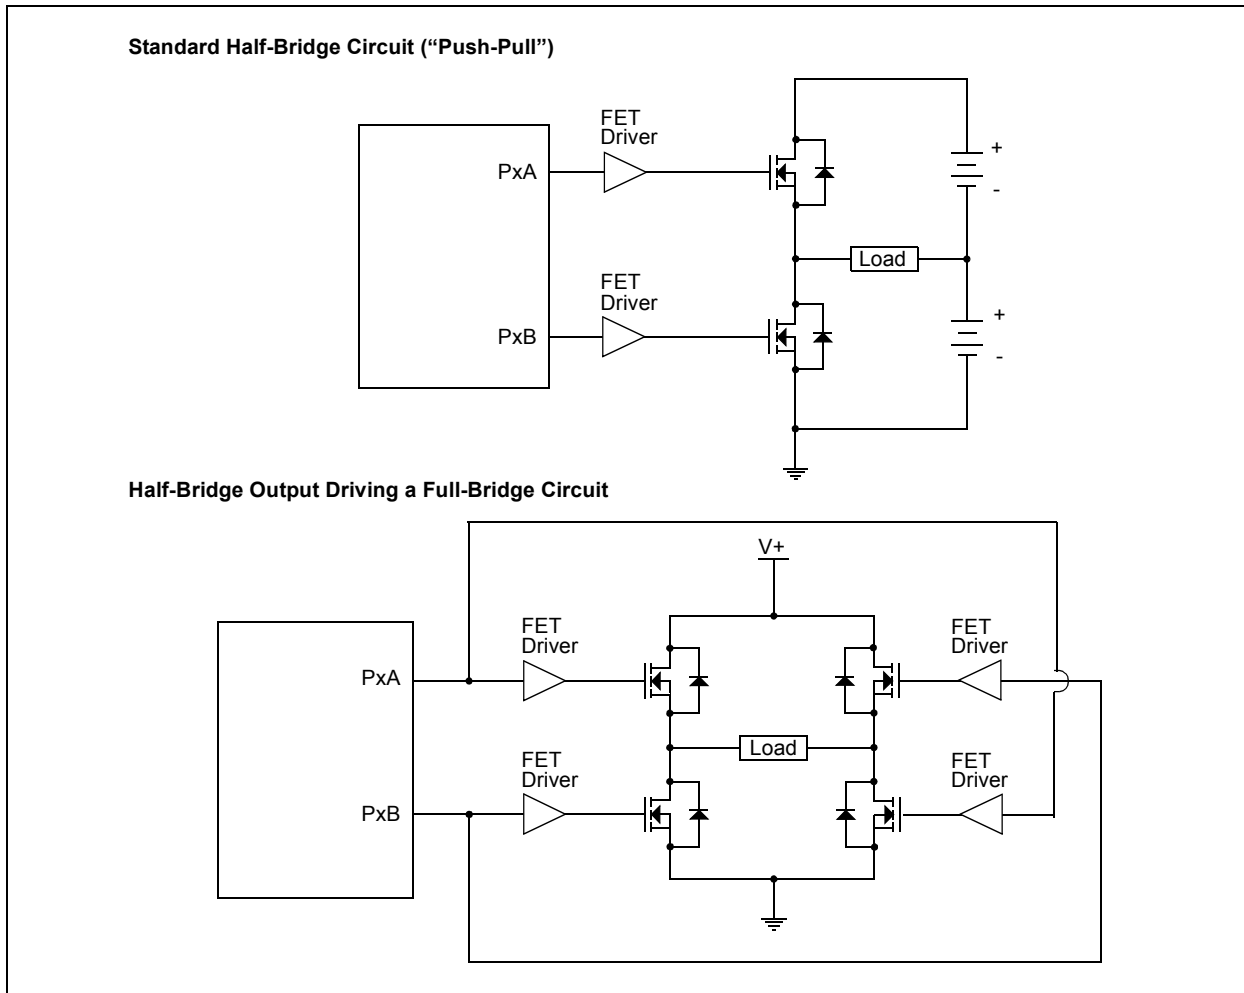 Standard Half-Bridge Circuit (“Push-Pull”)
FET
Driver
PxA
+
-
Load
FET
Driver
PxB
+
-
Half-Bridge Output Driving a Full-Bridge Circuit
V+
FET
Driver
FET
Driver
PxA
Load
FET
Driver
FET
Driver
PxB